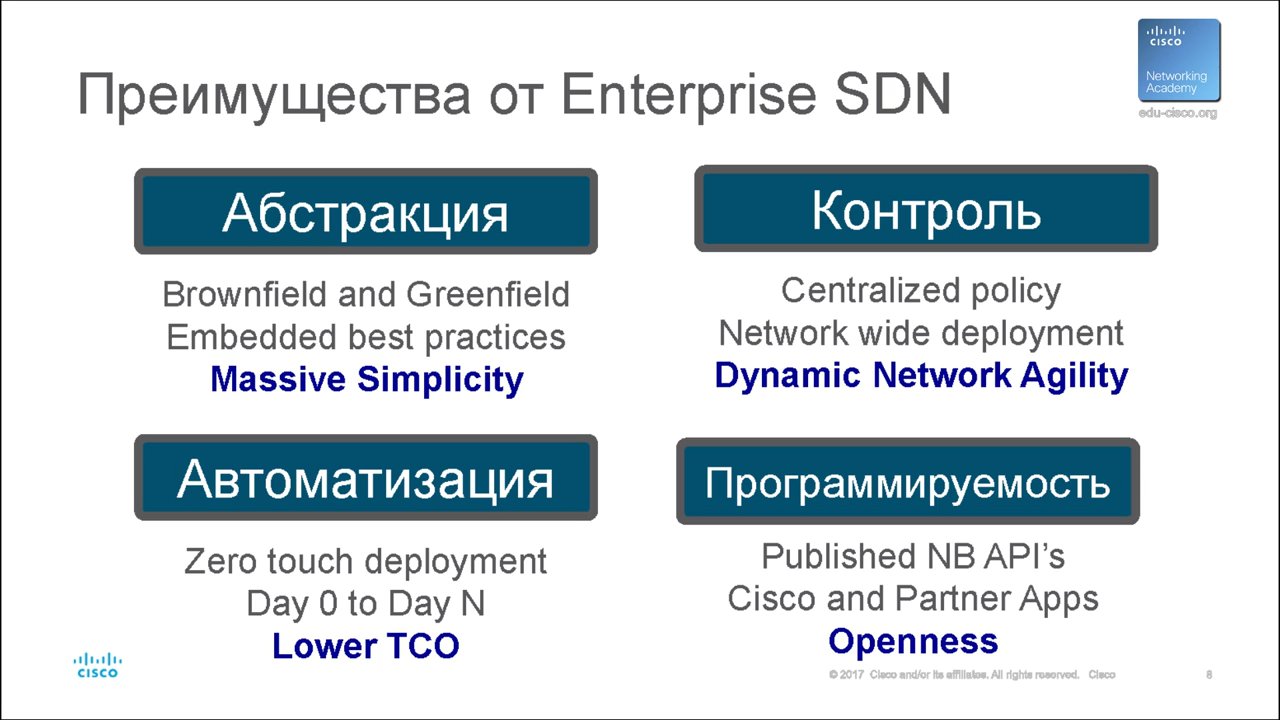 CISCO
Networking
Academy
edu-cisco.org
Преимущества от Enterprise SDN
Абстракция
Brownfield and Greenfield
Embedded best practices
Massive Simplicity
Контроль
Centralized policy
Network wide deployment
Dynamic Network Agility
Автоматизация
Zero touch deployment
Day 0 to Day N
Lower TCO
Программируемость
Published NB API’s
Cisco and Partner Apps
Openness
CISCO
© 2017 Cisco and/or its affiliates. All rights reserved. Cisco
8